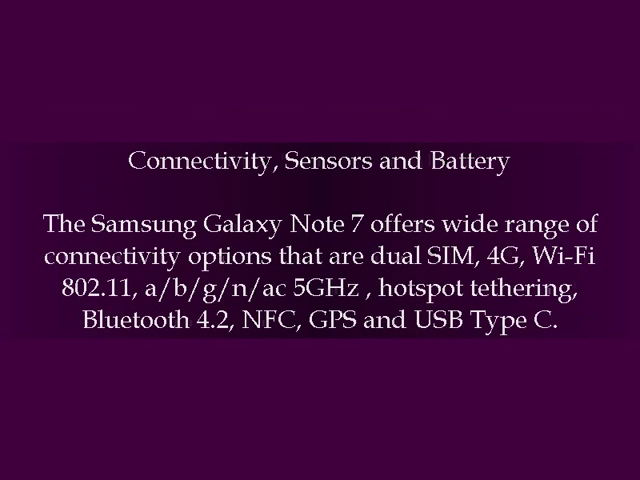 Connectivity, Sensors and Battery
The Samsung Galaxy Note 7 offers wide range of
connectivity options that are dual SIM, 4G, Wi-Fi
802.11, a/b/g/n/ac 5GHz , hotspot tethering,
Bluetooth 4.2, NFC, GPS and USB Type C.